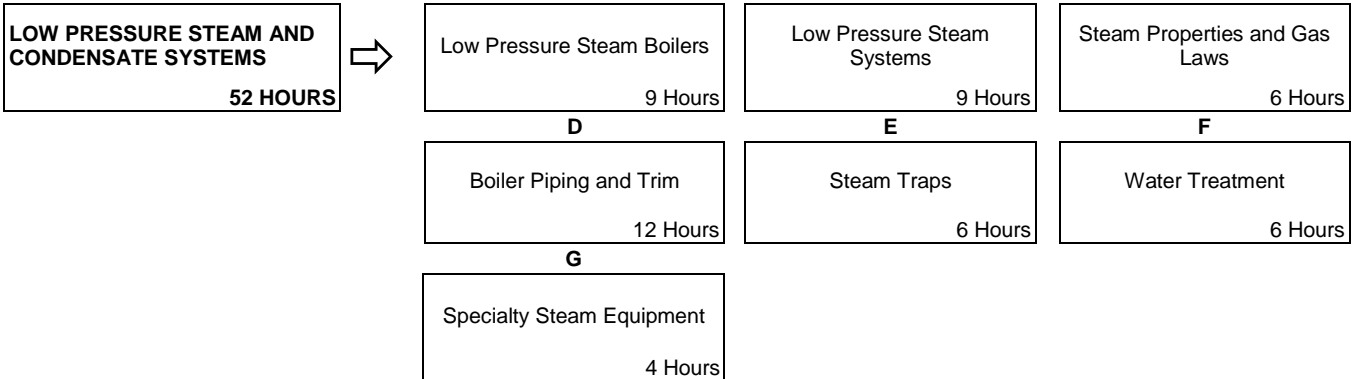 LOW PRESSURE STEAM AND
CONDENSATE SYSTEMS
52 HOURS
Low Pressure Steam Boilers
9 Hours
Low Pressure Steam
Systems
9 Hours
Steam Properties and Gas
Laws
6 Hours
D
E
F
Boiler Piping and Trim
12 Hours
Steam Traps
6 Hours
Water Treatment
6 Hours
G
Specialty Steam Equipment
4 Hours